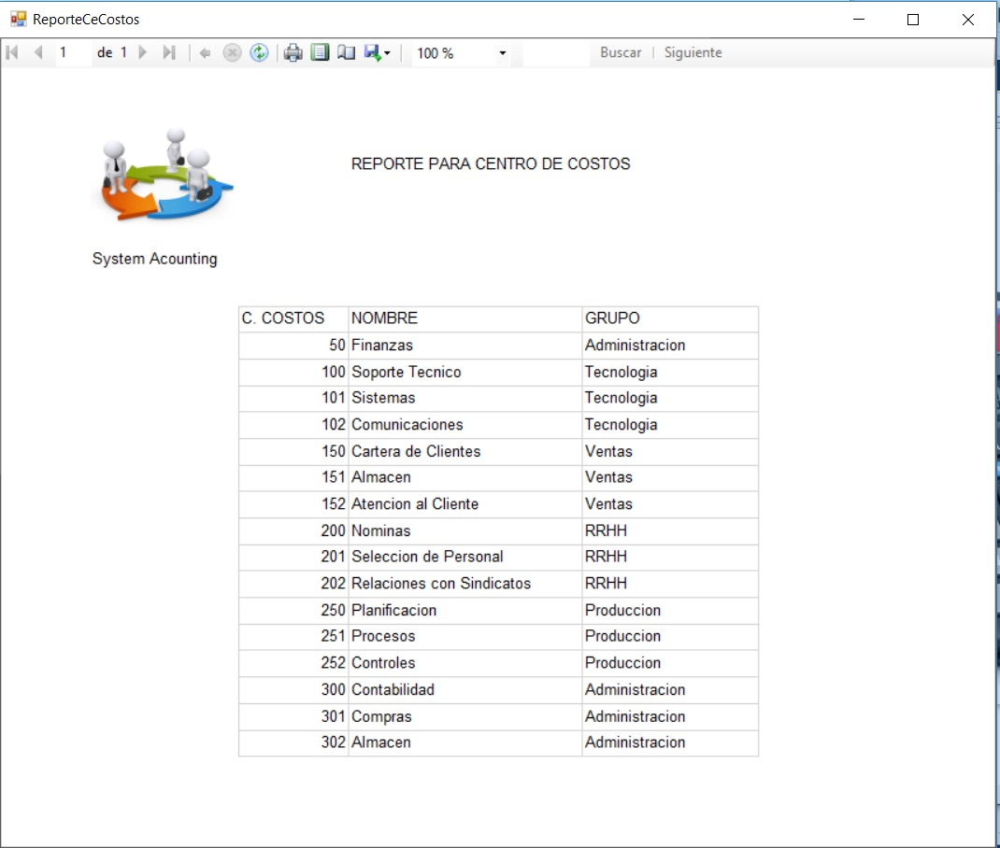 ReporteCeCostos
1 de 1 100 % Buscar Siguiente
REPORTE PARA CENTRO DE COSTOS
System Acounting
C. COSTOS NOMBRE GRUPO
50 Finanzas Administracion
100 Soporte Tecnico Tecnologia
101 Sistemas Tecnologia
102 Comunicaciones Tecnologia
150 Cartera de Clientes Ventas
151 Almacen Ventas
152 Atencion al Cliente Ventas
200 Nominas RRHH
201 Seleccion de Personal RRHH
202 Relaciones con Sindicatos RRHH
250 Planificacion Produccion
251 Procesos Produccion
252 Controles Produccion
300 Contabilidad Administracion
301 Compras Administracion
302 Almacen Administracion